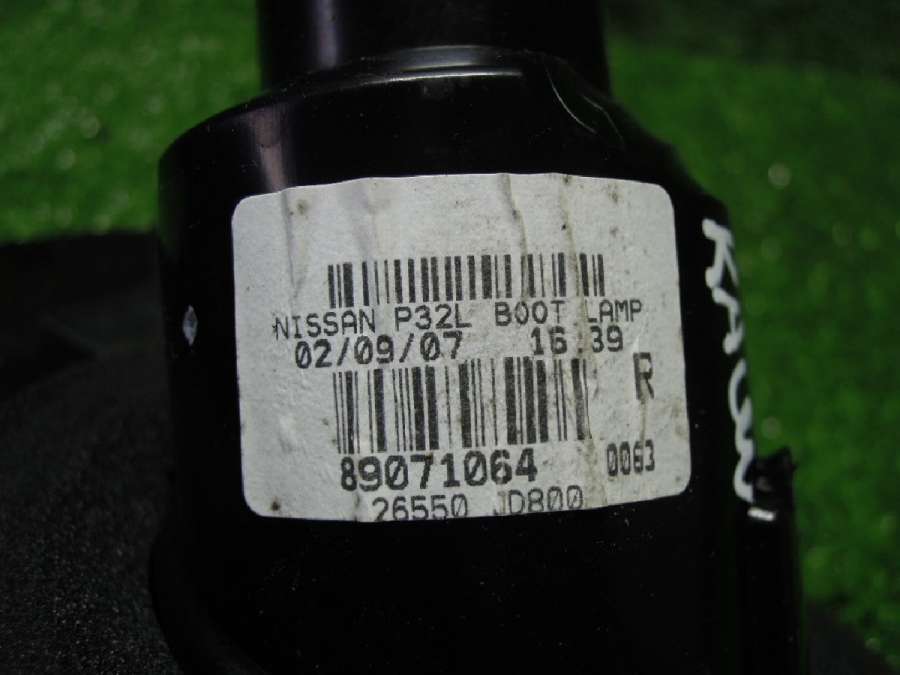 NISSAN P32L BOOT LAMP
02/09/07 16:39
R
89071064 0063
26550 JD800